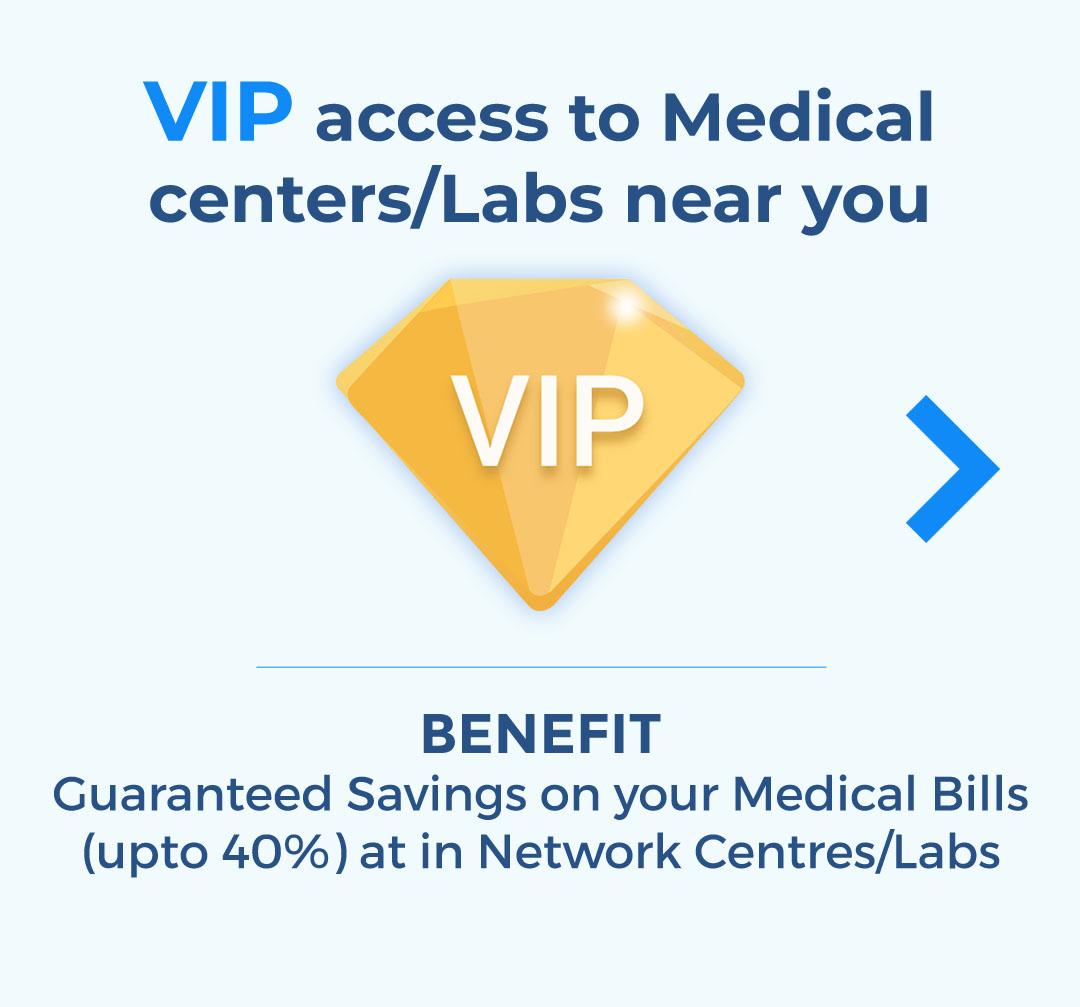 VIP access to Medical
centers/Labs near you
VIP
BENEFIT
Guaranteed Savings on your Medical Bills
(upto 40%) at in Network Centres/Labs